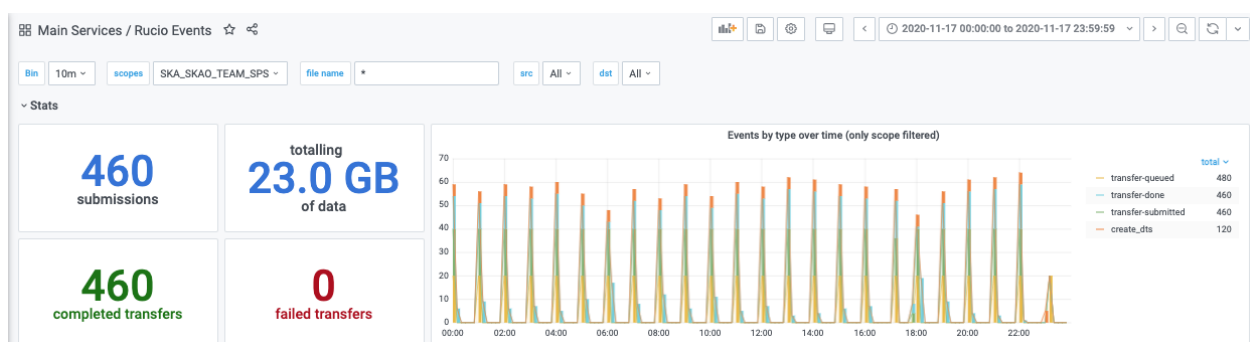 Main Services / Rucio Events
2020-11-17 00:00:00 to 2020-11-17 23:59:59
Bin 10m scopes SKA_SKAO_TEAM_SPS file name * src All dst All
Stats
460
submissions
totalling
23.0 GB
of data
460
completed transfers
0
failed transfers
Events by type over time (only scope filtered)
70
60
50
40
30
20
10
0
00:00 02:00 04:00 06:00 08:00 10:00 12:00 14:00 16:00 18:00 20:00 22:00
total
transfer-queued 480
transfer-done 460
transfer-submitted 460
create_dts 120